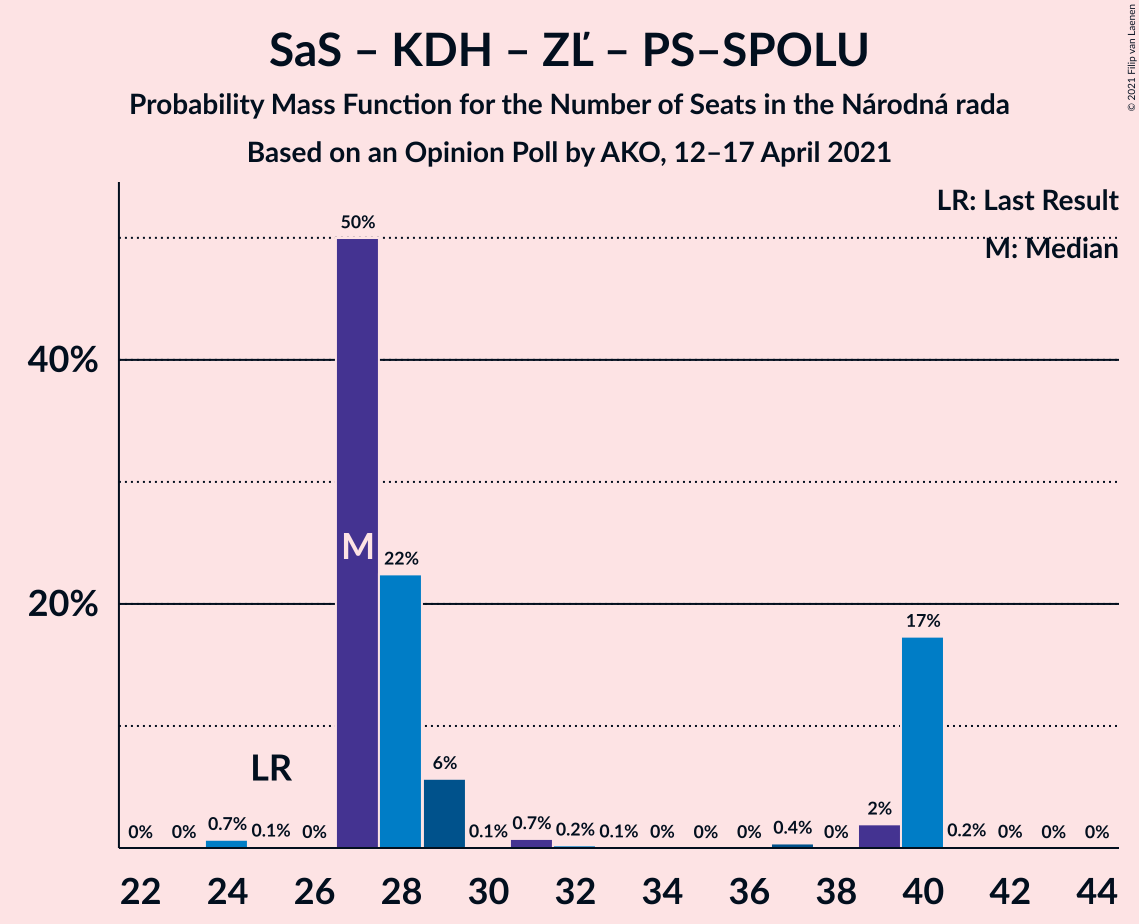 SaS – KDH – ZĽ – PS–SPOLU
Probability Mass Function for the Number of Seats in the Národná rada
Based on an Opinion Poll by AKO, 12–17 April 2021
© 2021 Filip van Laenen
LR: Last Result
M: Median
40%
20%
LR
M
0% 0% 0.7% 0.1% 0% 50% 22% 6% 0.1% 0.7% 0.2% 0.1% 0% 0% 0% 0.4% 0% 2% 17% 0.2% 0% 0% 0%
22 24 26 28 30 32 34 36 38 40 42 44